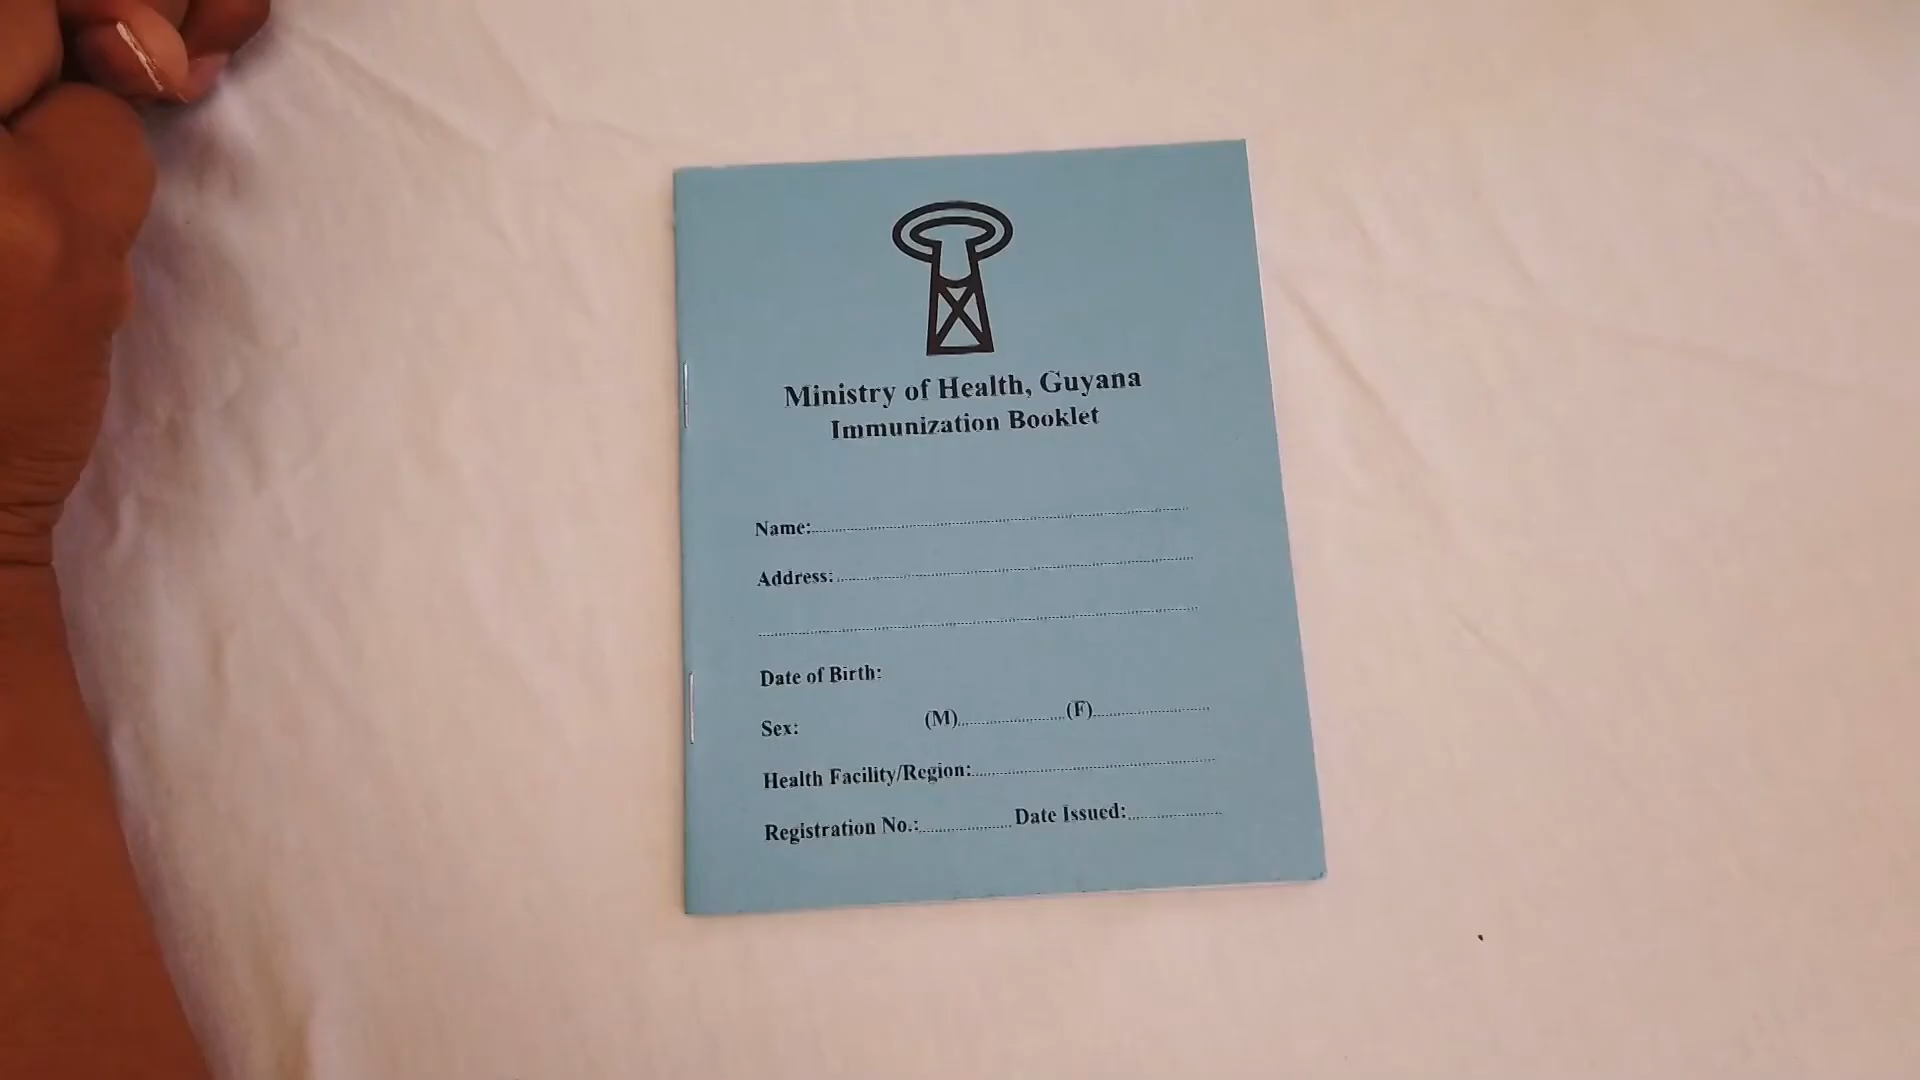 Ministry of Health, Guyana
Immunization Booklet
Name:
Address:
Date of Birth:
Sex: (M) (F)
Health Facility/Region:
Registration No.: Date Issued: